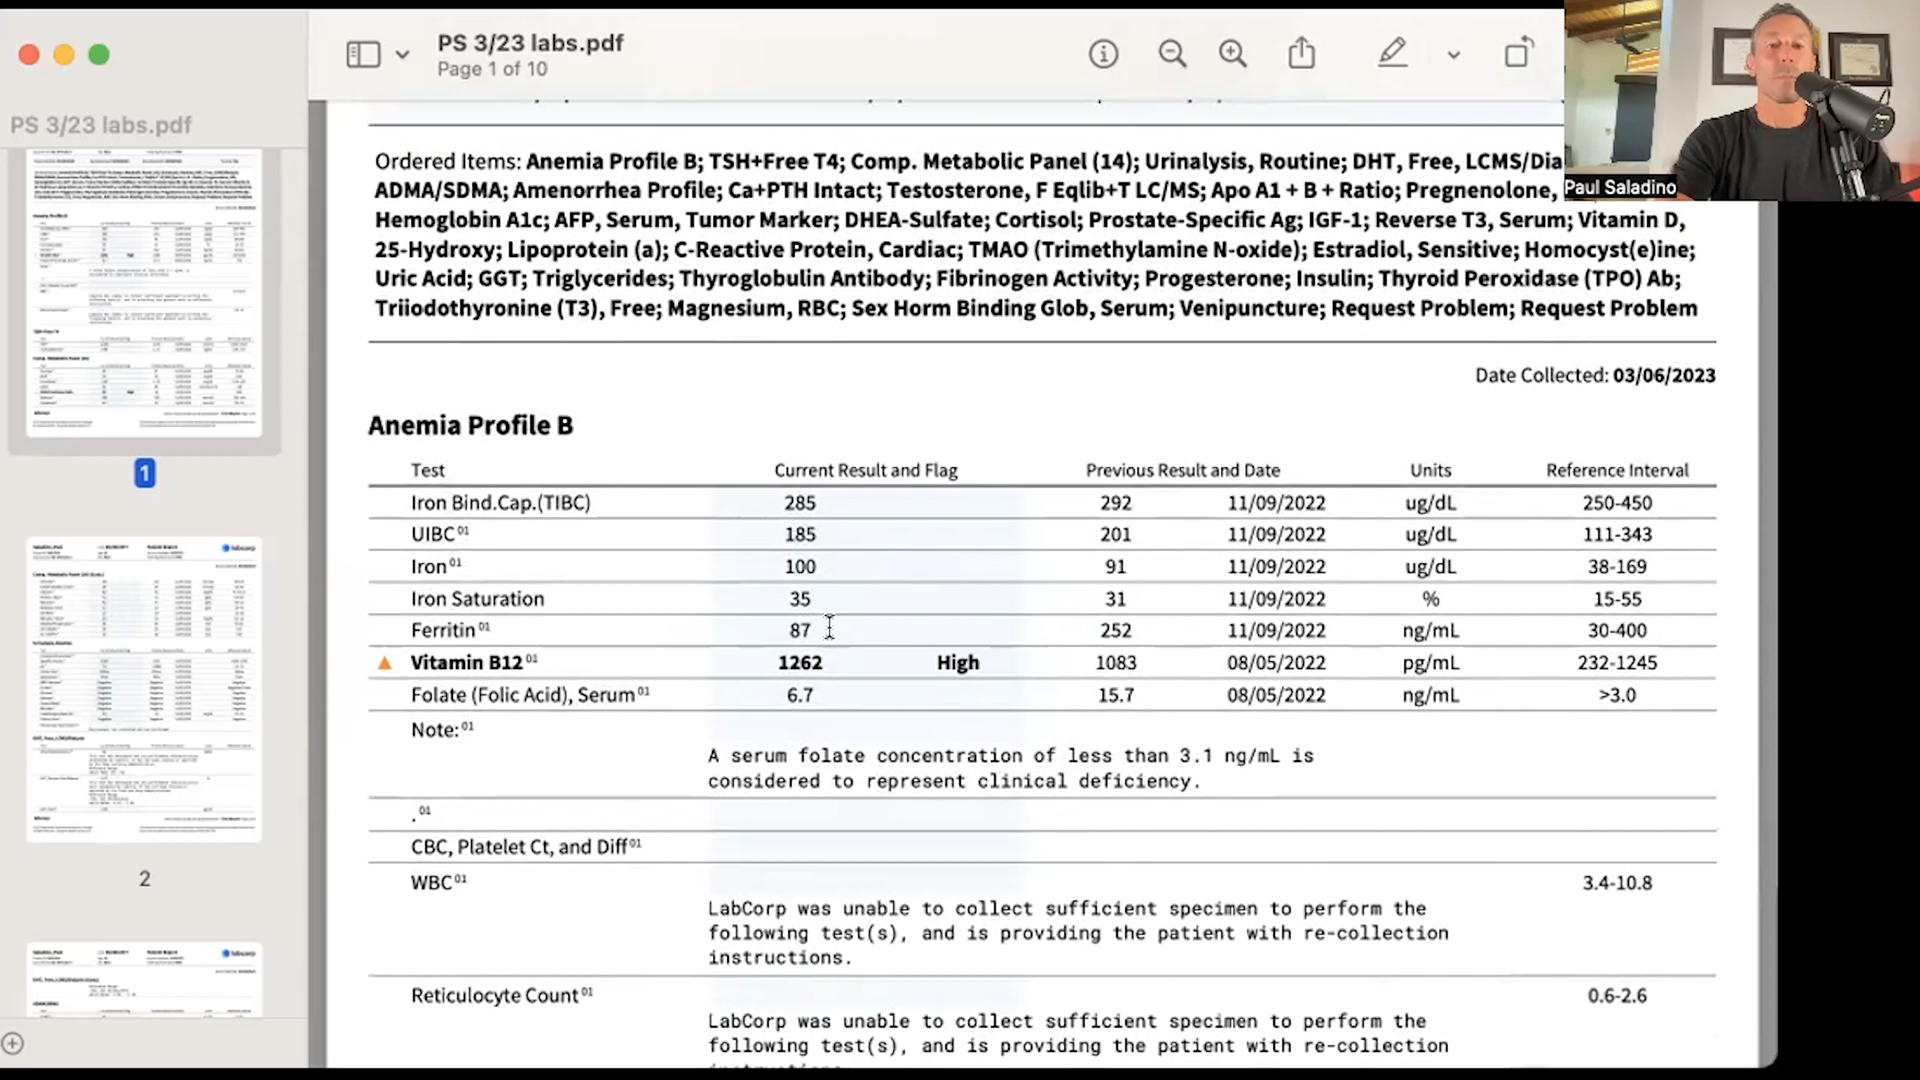 PS 3/23 labs.pdf
Page 1 of 10
PS 3/23 labs.pdf
Paul Saladino
Ordered Items: Anemia Profile B; TSH+Free T4; Comp. Metabolic Panel (14); Urinalysis, Routine; DHT, Free, LCMS/Dia
ADMA/SDMA; Amenorrhea Profile; Ca+PTH Intact; Testosterone, F Eqlib+T LC/MS; Apo A1 + B + Ratio; Pregnenolone,
Hemoglobin A1c; AFP, Serum, Tumor Marker; DHEA-Sulfate; Cortisol; Prostate-Specific Ag; IGF-1; Reverse T3, Serum; Vitamin D,
25-Hydroxy; Lipoprotein (a); C-Reactive Protein, Cardiac; TMAO (Trimethylamine N-oxide); Estradiol, Sensitive; Homocyst(e)ine;
Uric Acid; GGT; Triglycerides; Thyroglobulin Antibody; Fibrinogen Activity; Progesterone; Insulin; Thyroid Peroxidase (TPO) Ab;
Triiodothyronine (T3), Free; Magnesium, RBC; Sex Horm Binding Glob, Serum; Venipuncture; Request Problem; Request Problem
Date Collected: 03/06/2023
Anemia Profile B
Test Current Result and Flag Previous Result and Date Units Reference Interval
Iron Bind.Cap.(TIBC) 285 292 11/09/2022 ug/dL 250-450
UIBC 01 185 201 11/09/2022 ug/dL 111-343
Iron 01 100 91 11/09/2022 ug/dL 38-169
Iron Saturation 35 31 11/09/2022 % 15-55
Ferritin 01 87 252 11/09/2022 ng/mL 30-400
Vitamin B12 01 1262 High 1083 08/05/2022 pg/mL 232-1245
Folate (Folic Acid), Serum 01 6.7 15.7 08/05/2022 ng/mL >3.0
Note: 01
A serum folate concentration of less than 3.1 ng/mL is
considered to represent clinical deficiency.
. 01
CBC, Platelet Ct, and Diff 01
WBC 01 3.4-10.8
LabCorp was unable to collect sufficient specimen to perform the
following test(s), and is providing the patient with re-collection
instructions.
Reticulocyte Count 01 0.6-2.6
LabCorp was unable to collect sufficient specimen to perform the
following test(s), and is providing the patient with re-collection
1
labcorp
2
labcorp